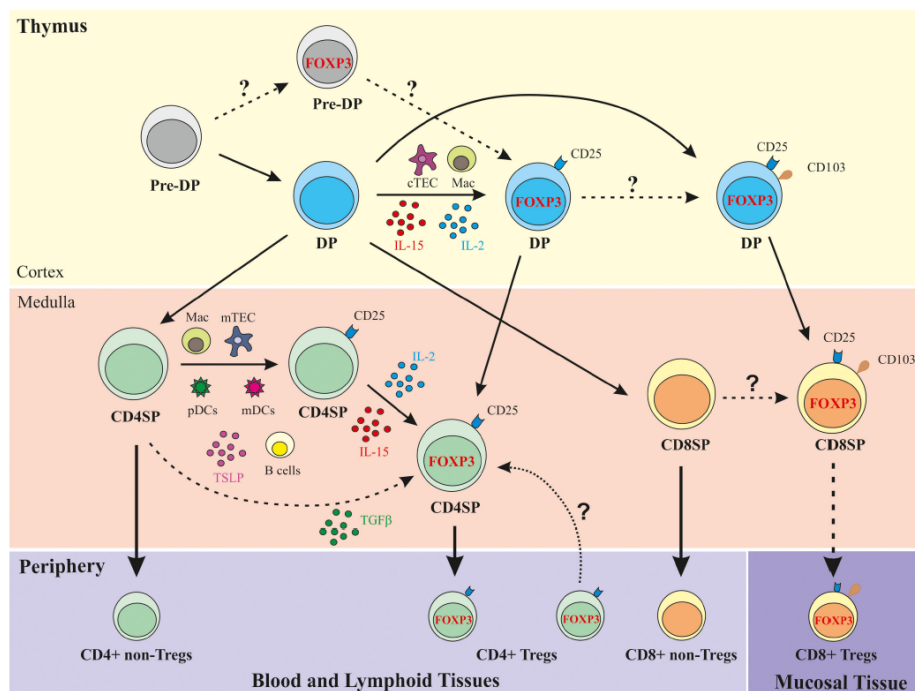 Thymus
FOXP3
?
?
Pre-DP
Pre-DP
CD25
CD25
CD103
cTEC
Mac
FOXP3
?
FOXP3
DP
IL-15
IL-2
DP
DP
Cortex
Medulla
Mac
mTEC
CD25
CD25
CD103
IL-2
CD4SP
pDCs
mDCs
CD4SP
CD25
?
FOXP3
CD8SP
CD8SP
IL-15
TSLP
B cells
FOXP3
CD4SP
TGFβ
?
Periphery
FOXP3
FOXP3
FOXP3
CD4+ non-Tregs
CD4+ Tregs
CD8+ non-Tregs
CD8+ Tregs
Blood and Lymphoid Tissues
Mucosal Tissue